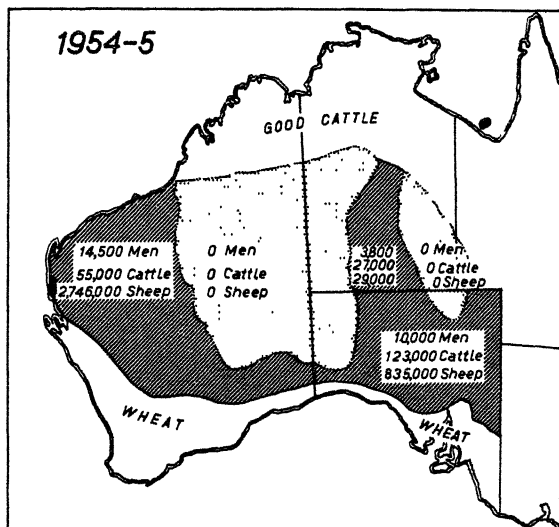 1954-5
GOOD CATTLE
14,500 Men
55,000 Cattle
2,746,000 Sheep
0 Men
0 Cattle
0 Sheep
3,800
27,000
29,000
0 Men
0 Cattle
0 Sheep
10,000 Men
123,000 Cattle
835,000 Sheep
WHEAT
WHEAT